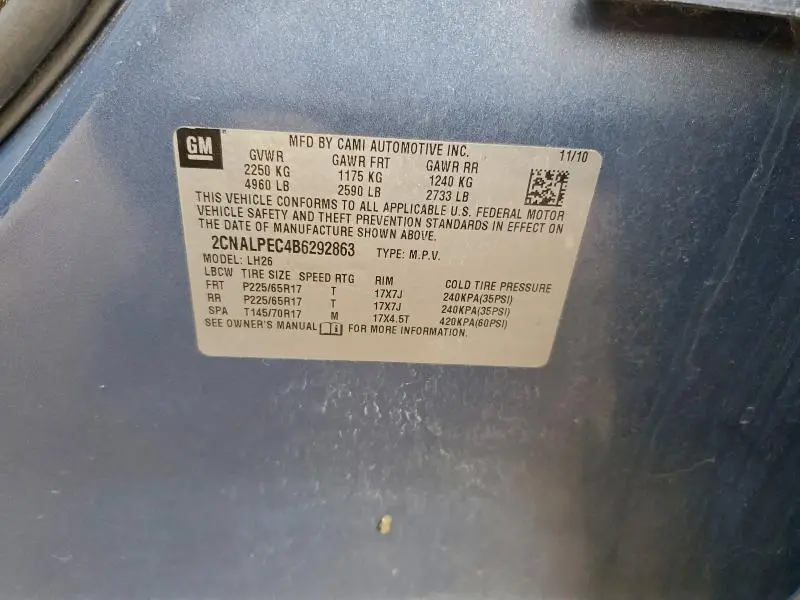 GM
MFD BY CAMI AUTOMOTIVE INC. 11/10
GVWR GAWR FRT GAWR RR
2250 KG 1175 KG 1240 KG
4960 LB 2590 LB 2733 LB
THIS VEHICLE CONFORMS TO ALL APPLICABLE U.S. FEDERAL MOTOR
VEHICLE SAFETY AND THEFT PREVENTION STANDARDS IN EFFECT ON
THE DATE OF MANUFACTURE SHOWN ABOVE.
2CNALPEC4B6292863 TYPE: M.P.V.
MODEL: LH26
LBCW TIRE SIZE SPEED RTG RIM COLD TIRE PRESSURE
FRT P225/65R17 T 17X7J 240KPA(35PSI)
RR P225/65R17 T 17X7J 240KPA(35PSI)
SPA T145/70R17 M 17X4.5T 420KPA(60PSI)
SEE OWNER'S MANUAL FOR MORE INFORMATION.